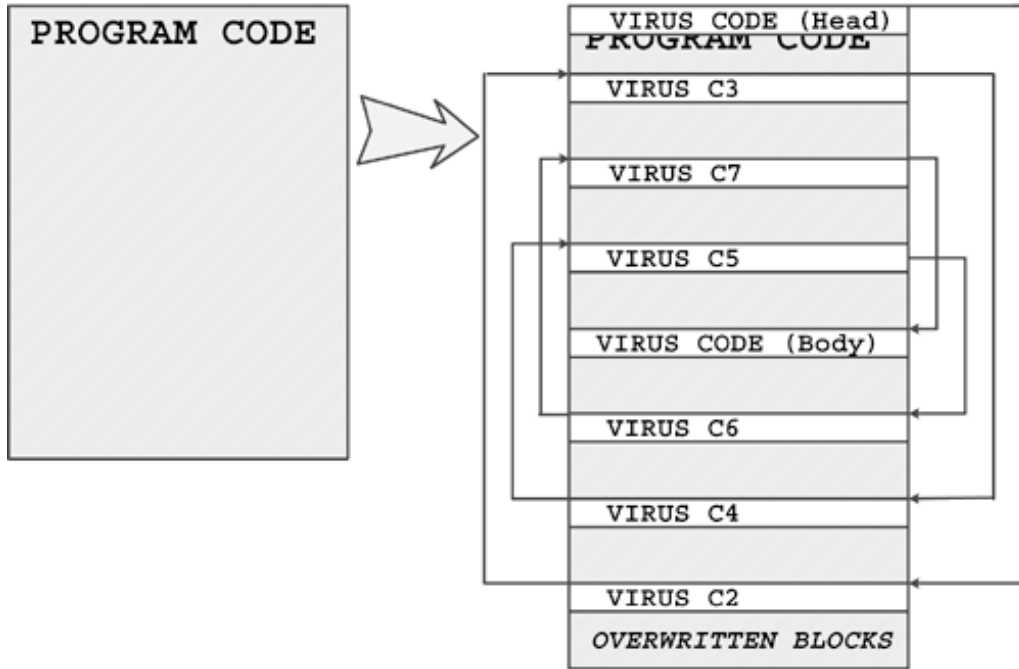 PROGRAM CODE
VIRUS CODE (Head)
PROGRAM CODE
VIRUS C3
VIRUS C7
VIRUS C5
VIRUS CODE (Body)
VIRUS C6
VIRUS C4
VIRUS C2
OVERWRITTEN BLOCKS